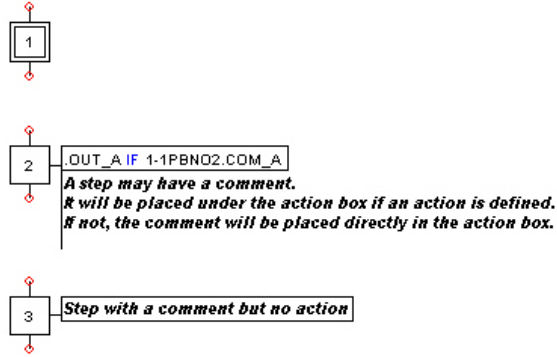 1
2
.OUT_A IF 1-1PBNO2.COM_A
A step may have a comment.
It will be placed under the action box if an action is defined.
If not, the comment will be placed directly in the action box.
3
Step with a comment but no action